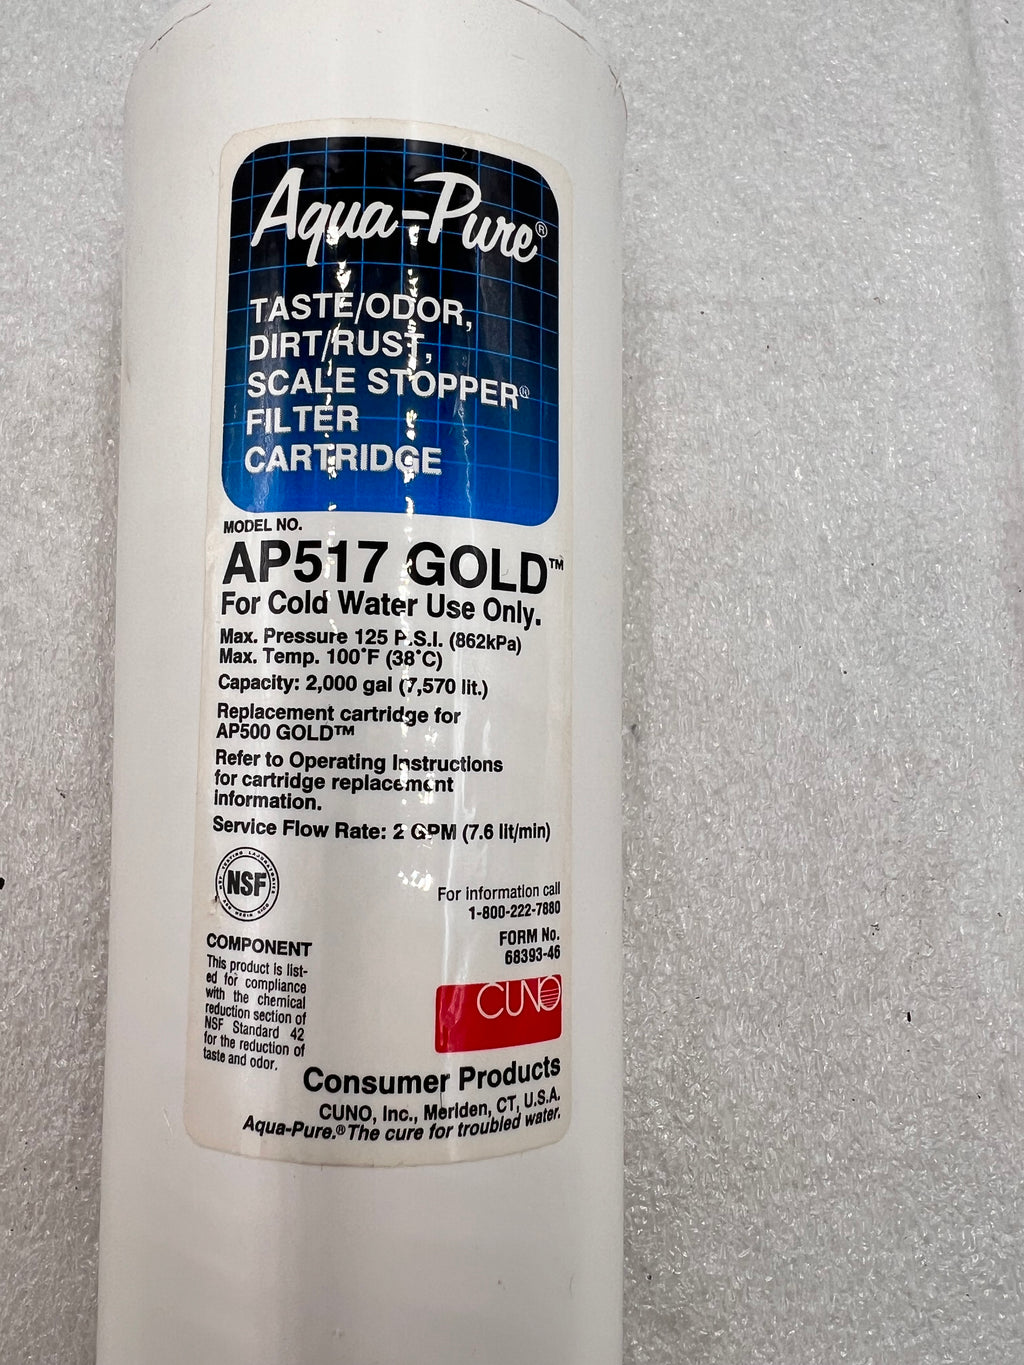 Aqua-Pure®
TASTE/ODOR,
DIRT/RUST,
SCALE STOPPER®
FILTER
CARTRIDGE
MODEL NO.
AP517 GOLD™
For Cold Water Use Only.
Max. Pressure 125 P.S.I. (862kPa)
Max. Temp. 100°F (38°C)
Capacity: 2,000 gal (7,570 lit.)
Replacement cartridge for
AP500 GOLD™
Refer to Operating Instructions
for cartridge replacement
information.
Service Flow Rate: 2 GPM (7.6 lit/min)
NSF
For information call
1-800-222-7880
FORM No.
68393-46
COMPONENT
This product is list-
ed for compliance
with the chemical
reduction section of
NSF Standard 42
for the reduction of
taste and odor.
CUNO
Consumer Products
CUNO, Inc., Meriden, CT, U.S.A.
Aqua-Pure.® The cure for troubled water.